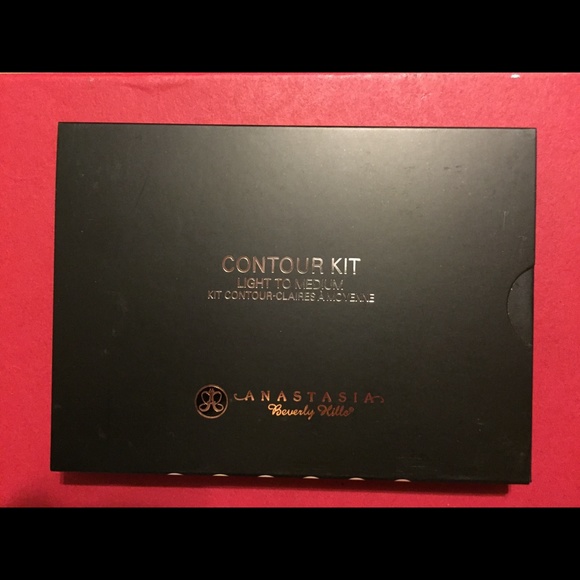 CONTOUR KIT
LIGHT TO MEDIUM
KIT CONTOUR-CLAIRES À MOYENNE
ANASTASIA
Beverly Hills®